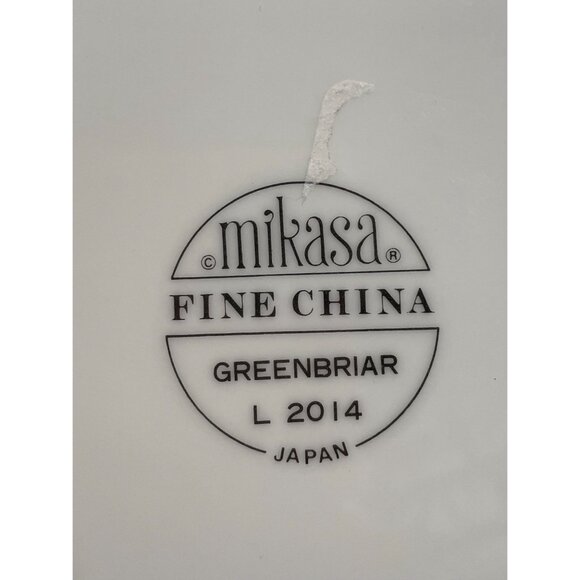 © mikasa ®
FINE CHINA
GREENBRIAR
L 2014
JAPAN